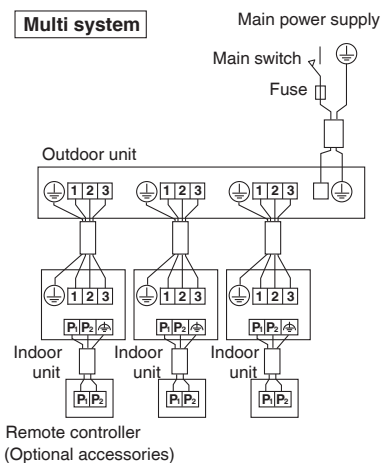 Multi system
Main power supply
Main switch
Fuse
Outdoor unit
1 2 3 1 2 3 1 2 3
1 2 3 1 2 3 1 2 3
P1 P2 P1 P2 P1 P2
Indoor unit Indoor unit Indoor unit
P1 P2 P1 P2 P1 P2
Remote controller
(Optional accessories)